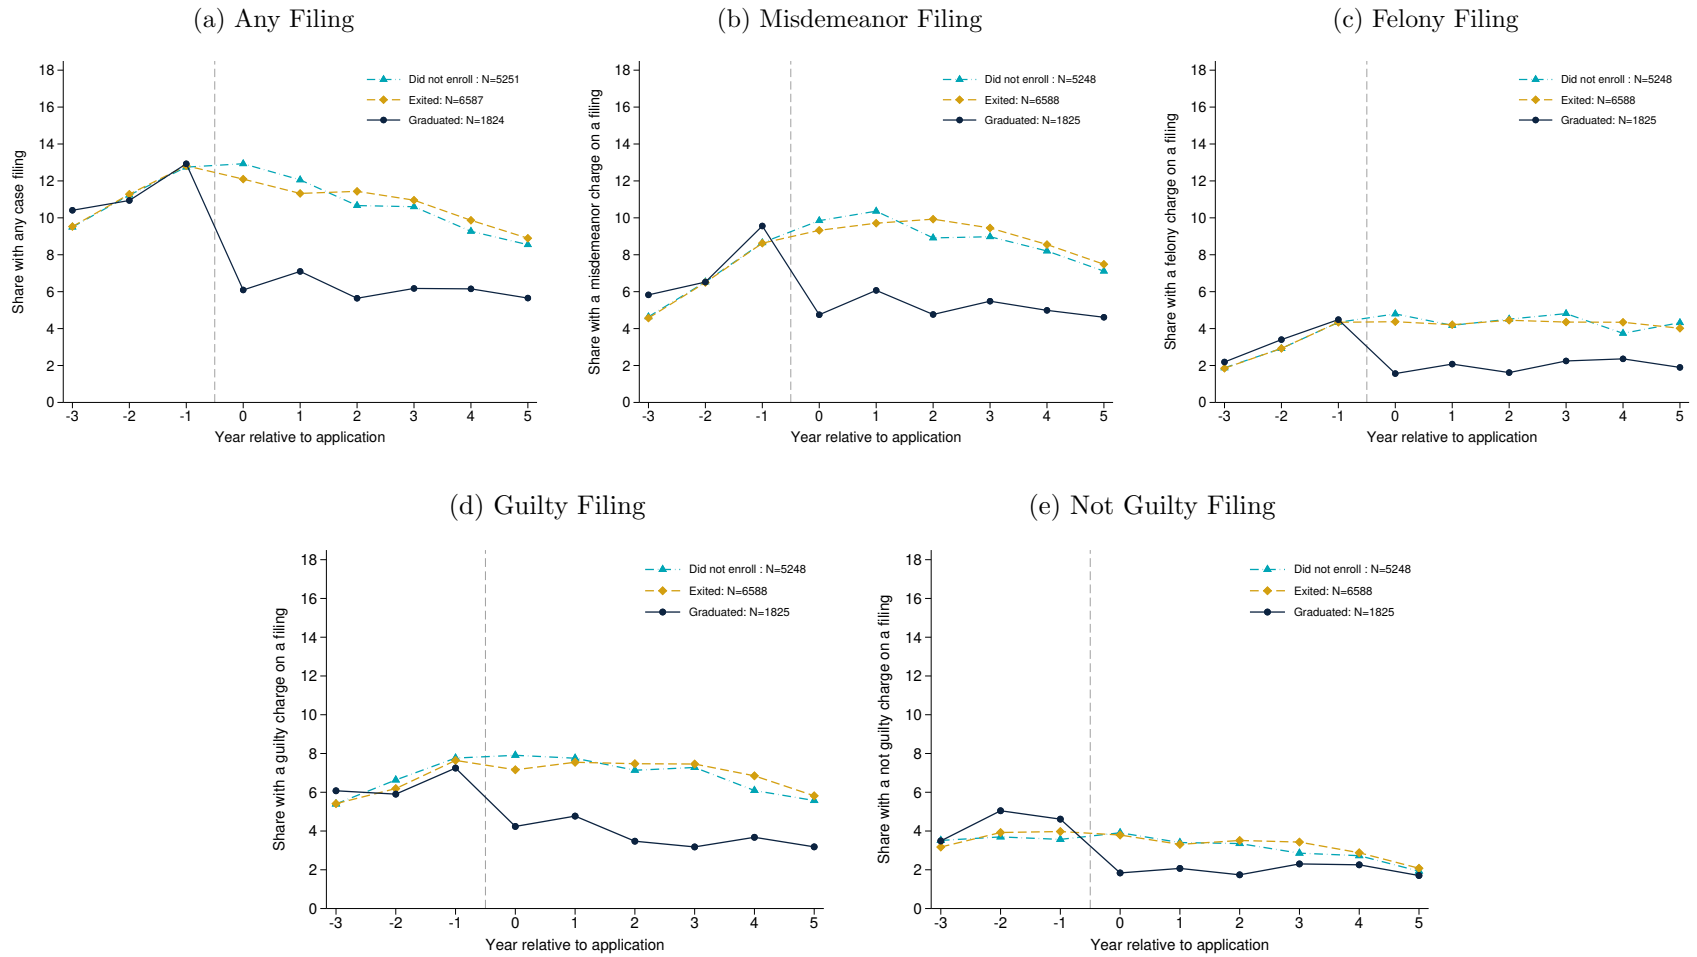 (a) Any Filing
Share with any case filing
18
16
14
12
10
8
6
4
2
0
Did not enroll : N=5251
Exited: N=6587
Graduated: N=1824
-3 -2 -1 0 1 2 3 4 5
Year relative to application
(b) Misdemeanor Filing
Share with a misdemeanor charge on a filing
18
16
14
12
10
8
6
4
2
0
Did not enroll : N=5248
Exited: N=6588
Graduated: N=1825
-3 -2 -1 0 1 2 3 4 5
Year relative to application
(c) Felony Filing
Share with a felony charge on a filing
18
16
14
12
10
8
6
4
2
0
Did not enroll : N=5248
Exited: N=6588
Graduated: N=1825
-3 -2 -1 0 1 2 3 4 5
Year relative to application
(d) Guilty Filing
Share with a guilty charge on a filing
18
16
14
12
10
8
6
4
2
0
Did not enroll : N=5248
Exited: N=6588
Graduated: N=1825
-3 -2 -1 0 1 2 3 4 5
Year relative to application
(e) Not Guilty Filing
Share with a not guilty charge on a filing
18
16
14
12
10
8
6
4
2
0
Did not enroll : N=5248
Exited: N=6588
Graduated: N=1825
-3 -2 -1 0 1 2 3 4 5
Year relative to application